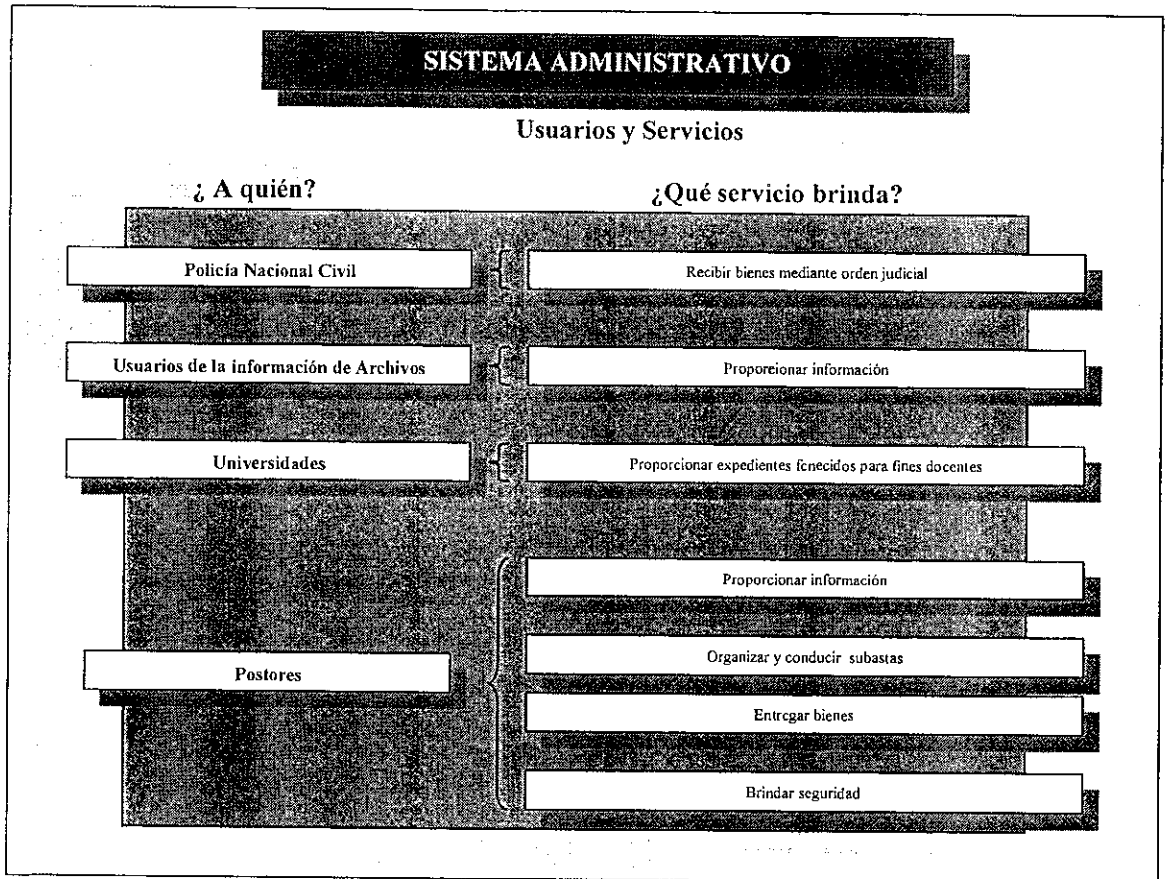 SISTEMA ADMINISTRATIVO
Usuarios y Servicios
¿ A quién?
¿Qué servicio brinda?
Policía Nacional Civil
Recibir bienes mediante orden judicial
Usuarios de la información de Archivos
Proporcionar información
Universidades
Proporcionar expedientes fenecidos para fines docentes
Postores
Proporcionar información
Organizar y conducir subastas
Entregar bienes
Brindar seguridad